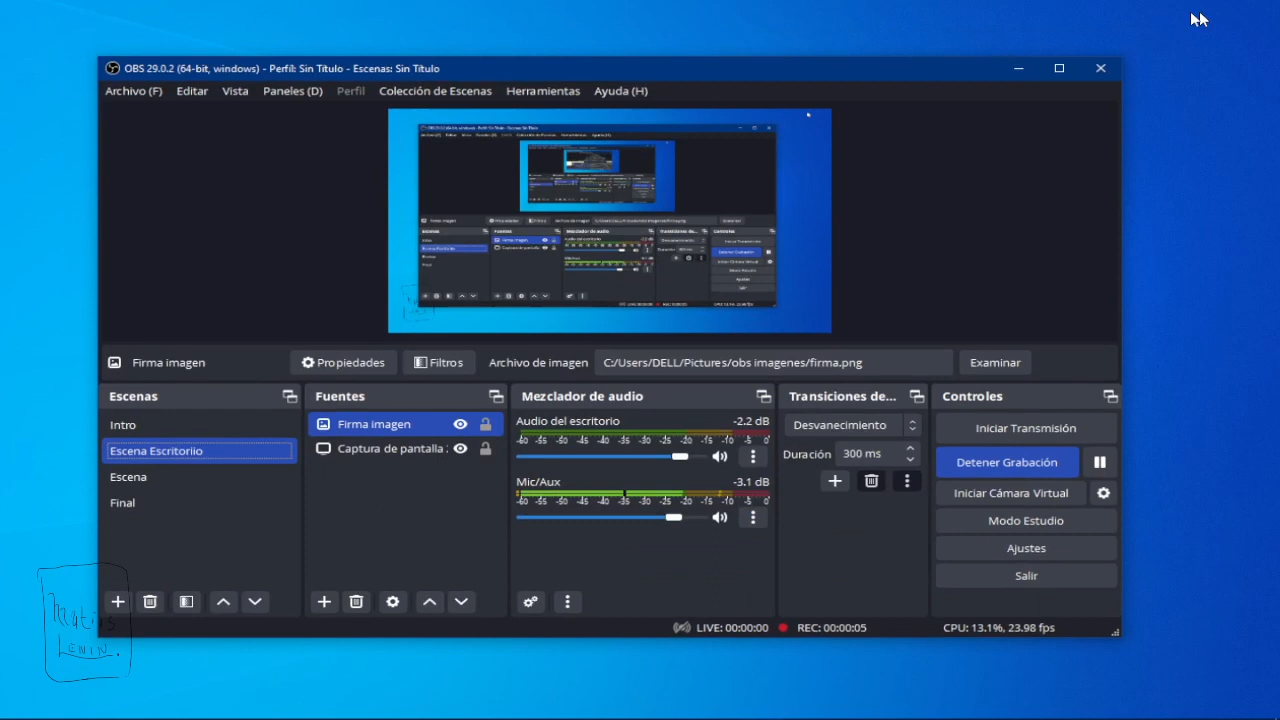 OBS 29.0.2 (64-bit, windows) - Perfil: Sin Título - Escenas: Sin Título
Archivo (F) Editar Vista Paneles (D) Perfil Colección de Escenas Herramientas Ayuda (H)
Firma imagen Propiedades Filtros Archivo de imagen C:/Users/DELL/Pictures/obs imagenes/firma.png Examinar
Escenas
Intro
Escena Escritoriio
Escena
Final
Fuentes
Firma imagen
Captura de pantalla
Mezclador de audio
Audio del escritorio -2.2 dB
-60 -55 -50 -45 -40 -35 -30 -25 -20 -15 -10 -5 0
Mic/Aux -3.1 dB
-60 -55 -50 -45 -40 -35 -30 -25 -20 -15 -10 -5 0
Transiciones de...
Desvanecimiento
Duración 300 ms
Controles
Iniciar Transmisión
Detener Grabación
Iniciar Cámara Virtual
Modo Estudio
Ajustes
Salir
LIVE: 00:00:00 REC: 00:00:05 CPU: 13.1%, 23.98 fps
LENIN.